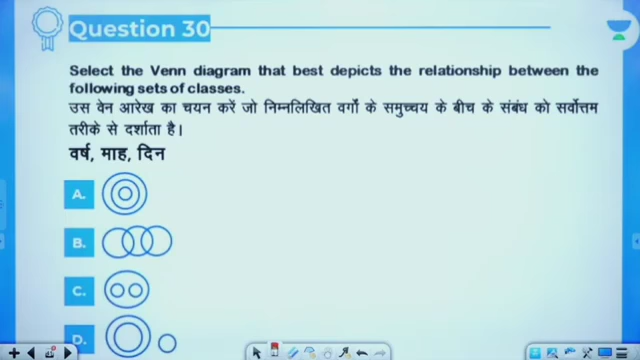 Question 30
Select the Venn diagram that best depicts the relationship between the
following sets of classes.
उस वेन आरेख का चयन करें जो निम्नलिखित वर्गों के समुच्चय के बीच के संबंध को सर्वोत्तम
तरीके से दर्शाता है।
वर्ष, माह, दिन
A.
B.
C.
D.